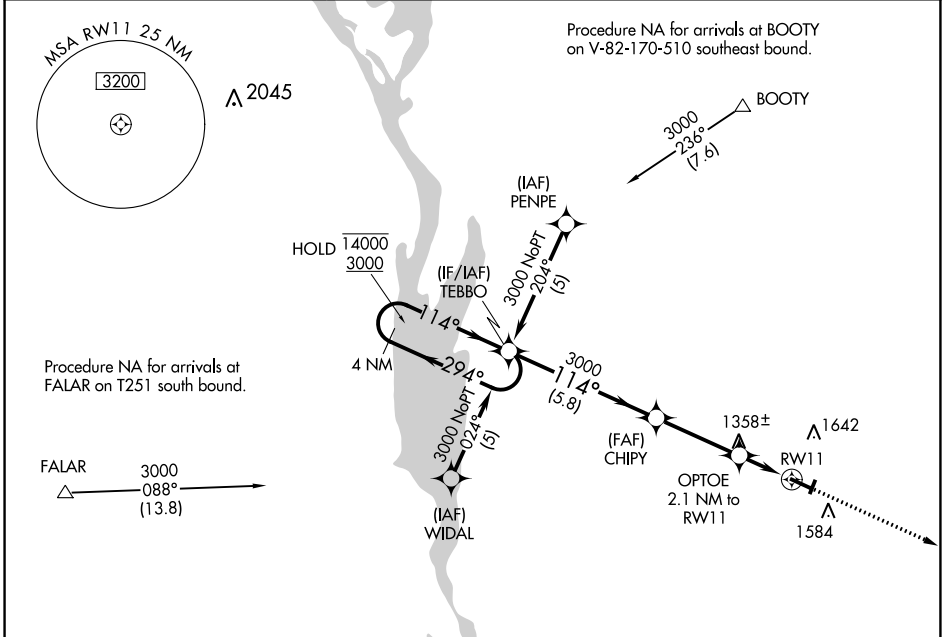 MSA RW11 25 NM
3200
2045
Procedure NA for arrivals at BOOTY
on V-82-170-510 southeast bound.
BOOTY
3000
236°
(7.6)
(IAF)
PENPE
3000 NoPT
204°
(5)
HOLD
14000
3000
(IF/IAF)
TEBBO
114°
4 NM
294°
3000
114°
(5.8)
3000 NoPT
024°
(5)
(IAF)
WIDAL
Procedure NA for arrivals at
FALAR on T251 south bound.
FALAR
3000
088°
(13.8)
(FAF)
CHIPY
1358±
1642
RW11
OPTOE
2.1 NM to
RW11
1584